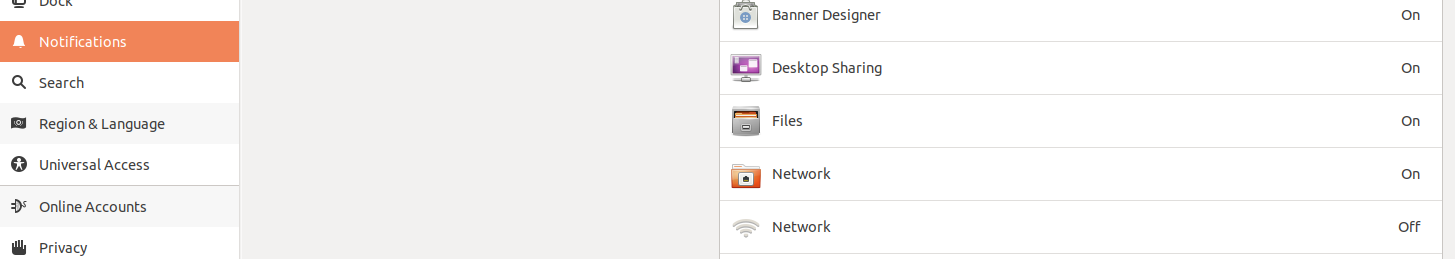 Dock
Notifications
Search
Region & Language
Universal Access
Online Accounts
Privacy
Banner Designer On
Desktop Sharing On
Files On
Network On
Network Off